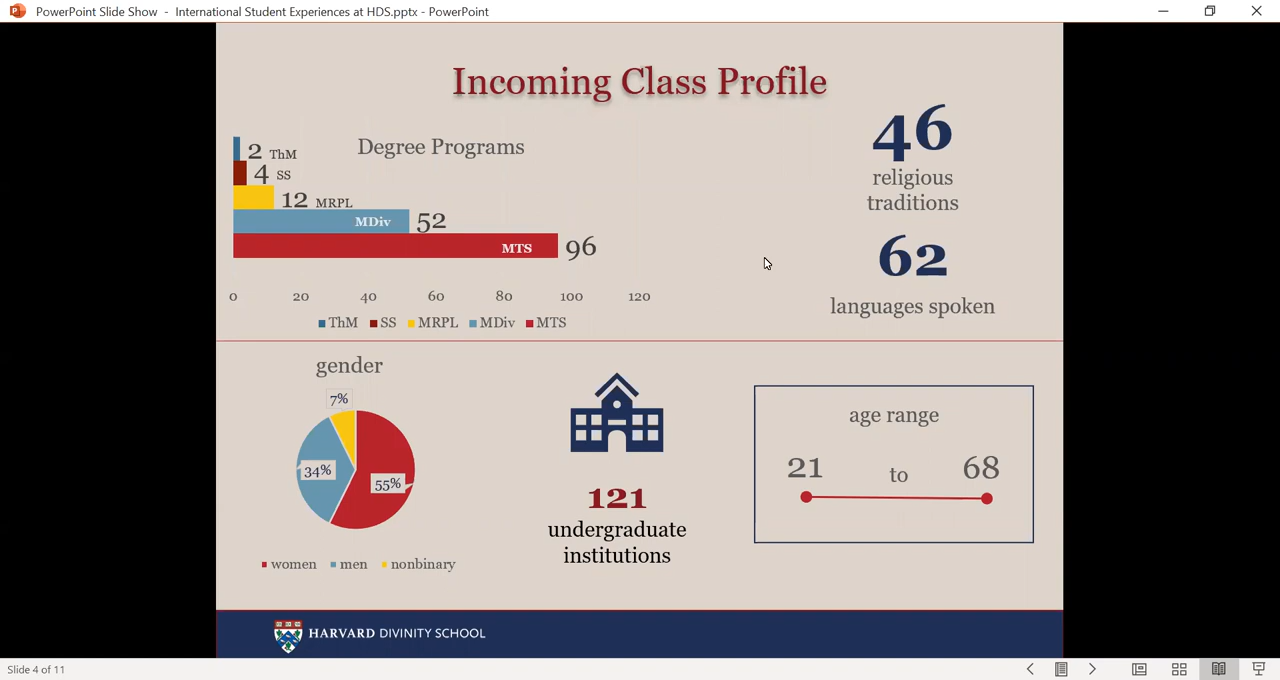 PowerPoint Slide Show - International Student Experiences at HDS.pptx - PowerPoint
Incoming Class Profile
Degree Programs
2 ThM
4 SS
12 MRPL
MDiv 52
MTS 96
0 20 40 60 80 100 120
ThM SS MRPL MDiv MTS
46
religious
traditions
62
languages spoken
gender
7%
34%
55%
women men nonbinary
121
undergraduate
institutions
age range
21 to 68
HARVARD DIVINITY SCHOOL
Slide 4 of 11